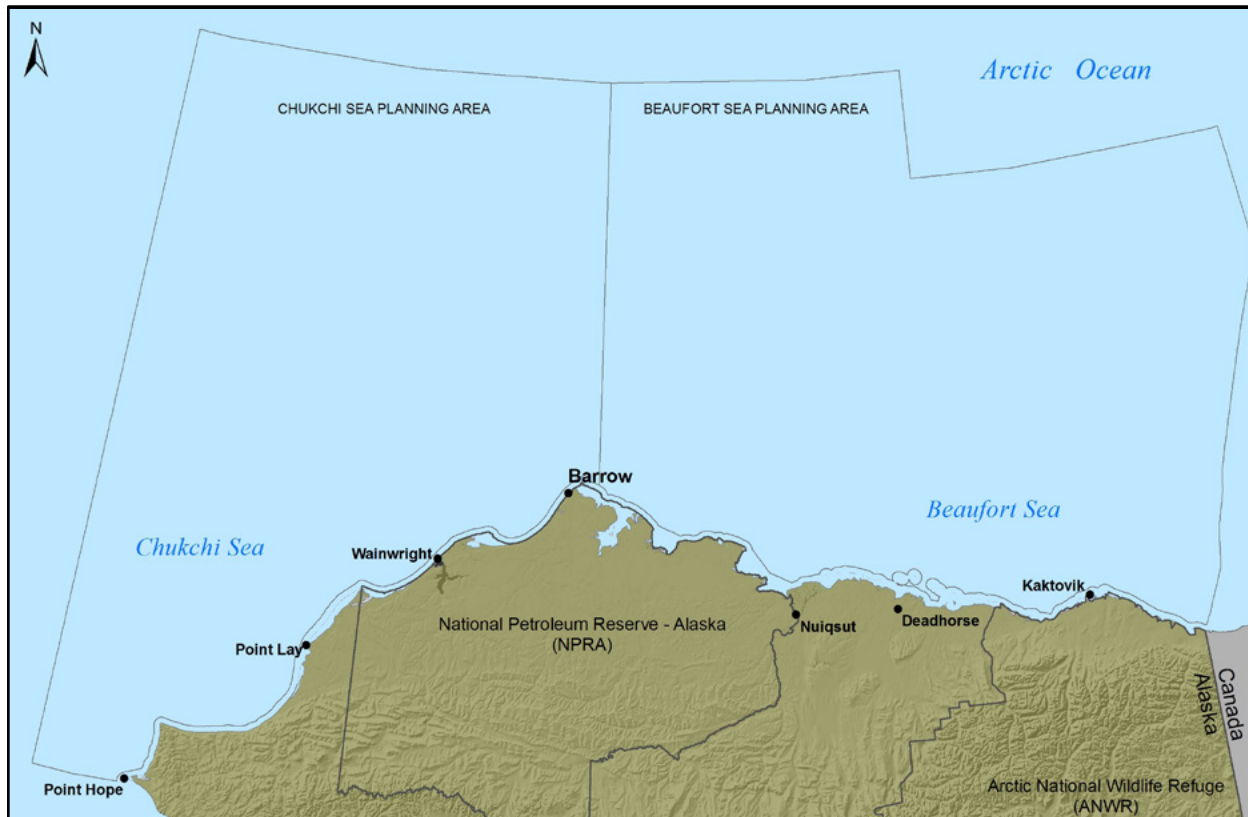 N
Arctic Ocean
CHUKCHI SEA PLANNING AREA
BEAUFORT SEA PLANNING AREA
Barrow
Beaufort Sea
Chukchi Sea
Wainwright
Kaktovik
National Petroleum Reserve - Alaska
(NPRA)
Nuiqsut
Deadhorse
Point Lay
Canada
Alaska
Point Hope
Arctic National Wildlife Refuge
(ANWR)